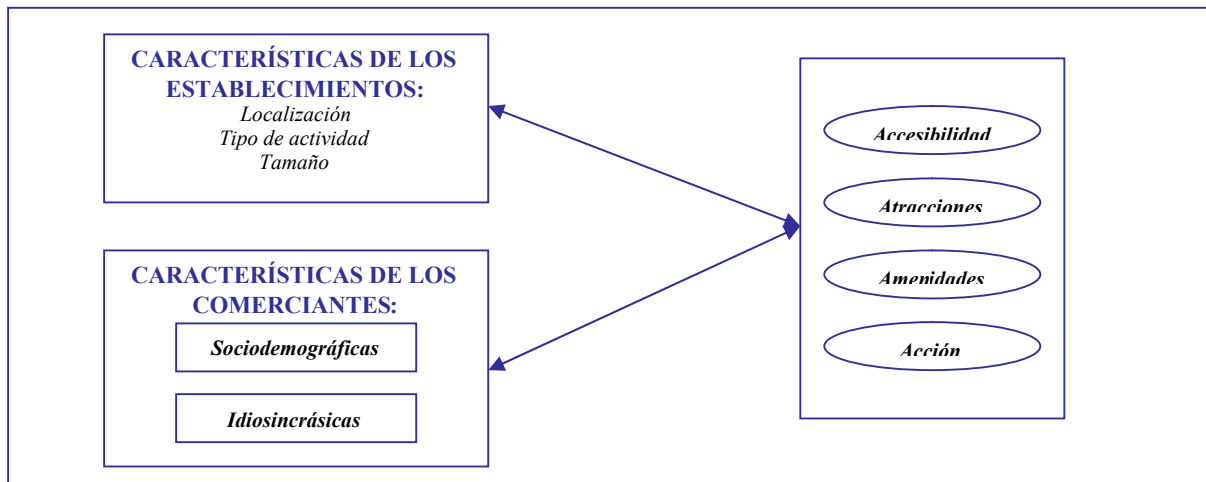 CARACTERÍSTICAS DE LOS
ESTABLECIMIENTOS:
Localización
Tipo de actividad
Tamaño
CARACTERÍSTICAS DE LOS
COMERCIANTES:
Sociodemográficas
Idiosincrásicas
Accesibilidad
Atracciones
Amenidades
Acción